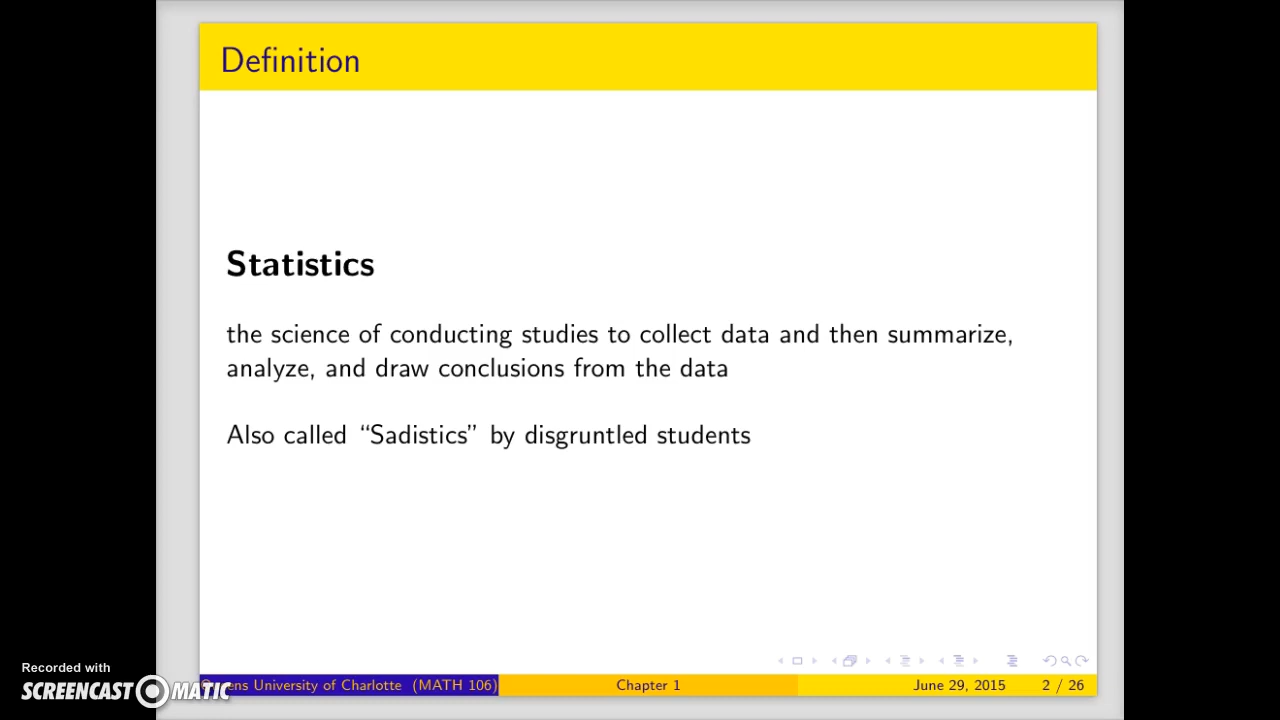 Definition
Statistics
the science of conducting studies to collect data and then summarize,
analyze, and draw conclusions from the data
Also called “Sadistics” by disgruntled students
University of Charlotte (MATH 106)
Chapter 1
June 29, 2015
2 / 26
Recorded with
SCREENCAST MATIC